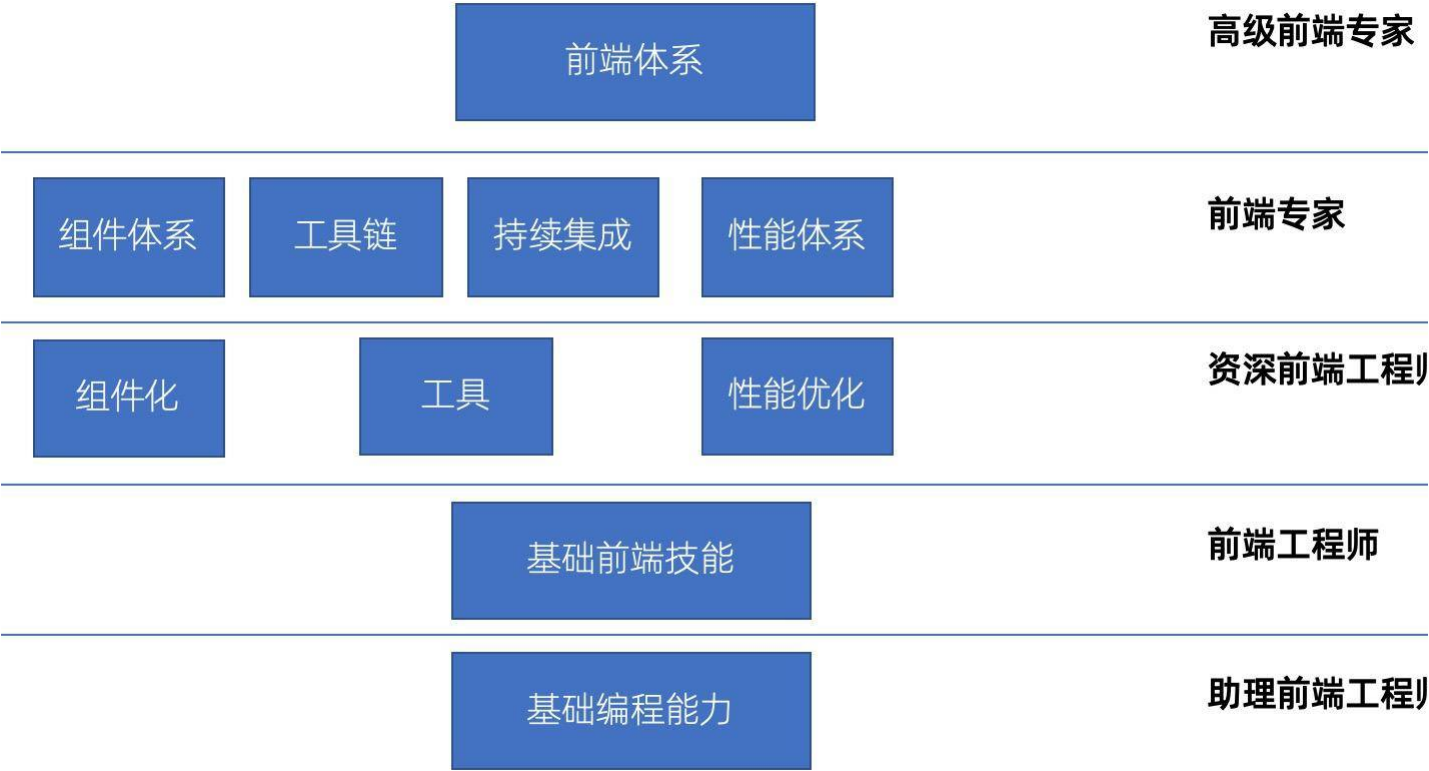 前端体系
高级前端专家
组件体系
工具链
持续集成
性能体系
前端专家
组件化
工具
性能优化
资深前端工程师
基础前端技能
前端工程师
基础编程能力
助理前端工程师